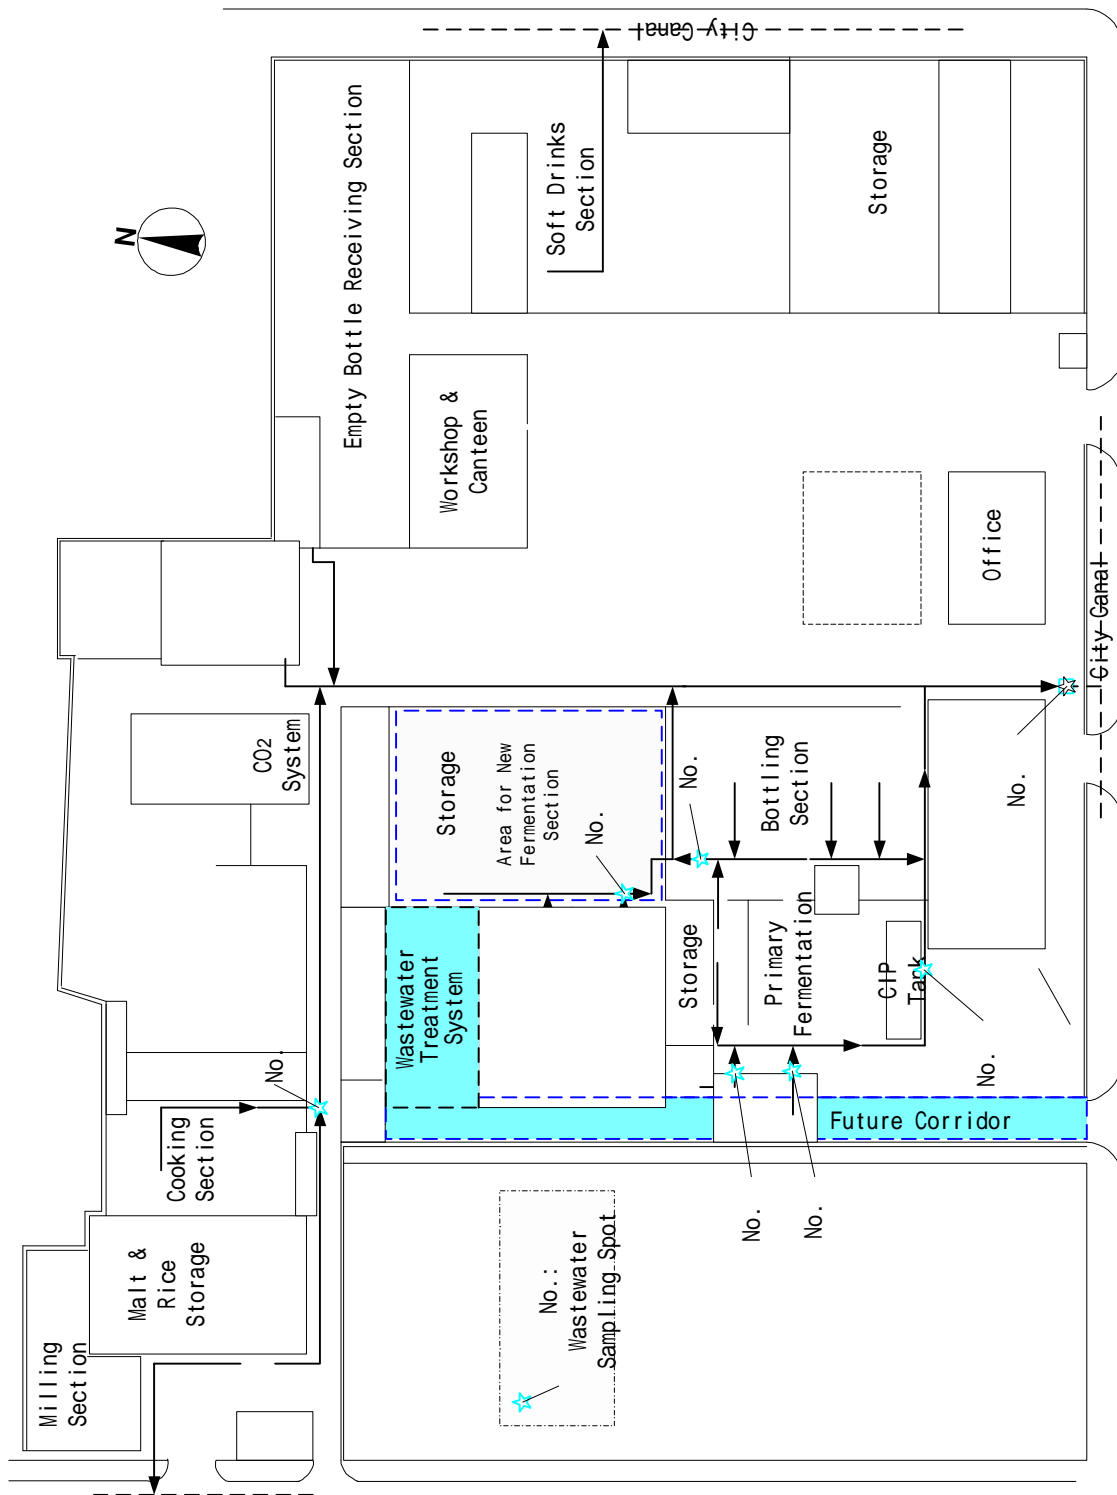 City Canal
N
Empty Bottle Receiving Section
Soft Drinks
Section
Storage
Workshop &
Canteen
Office
City Canal
CO2
System
Storage
Area for New
Fermentation
Section
No.
No.
Bottling
Section
No.
Wastewater
Treatment
System
Storage
Primary
Fermentation
CIP
Tank
No.
No.
Cooking
Section
Future Corridor
No.
No.
Malt &
Rice
Storage
Milling
Section
No.:
Wastewater
Sampling Spot